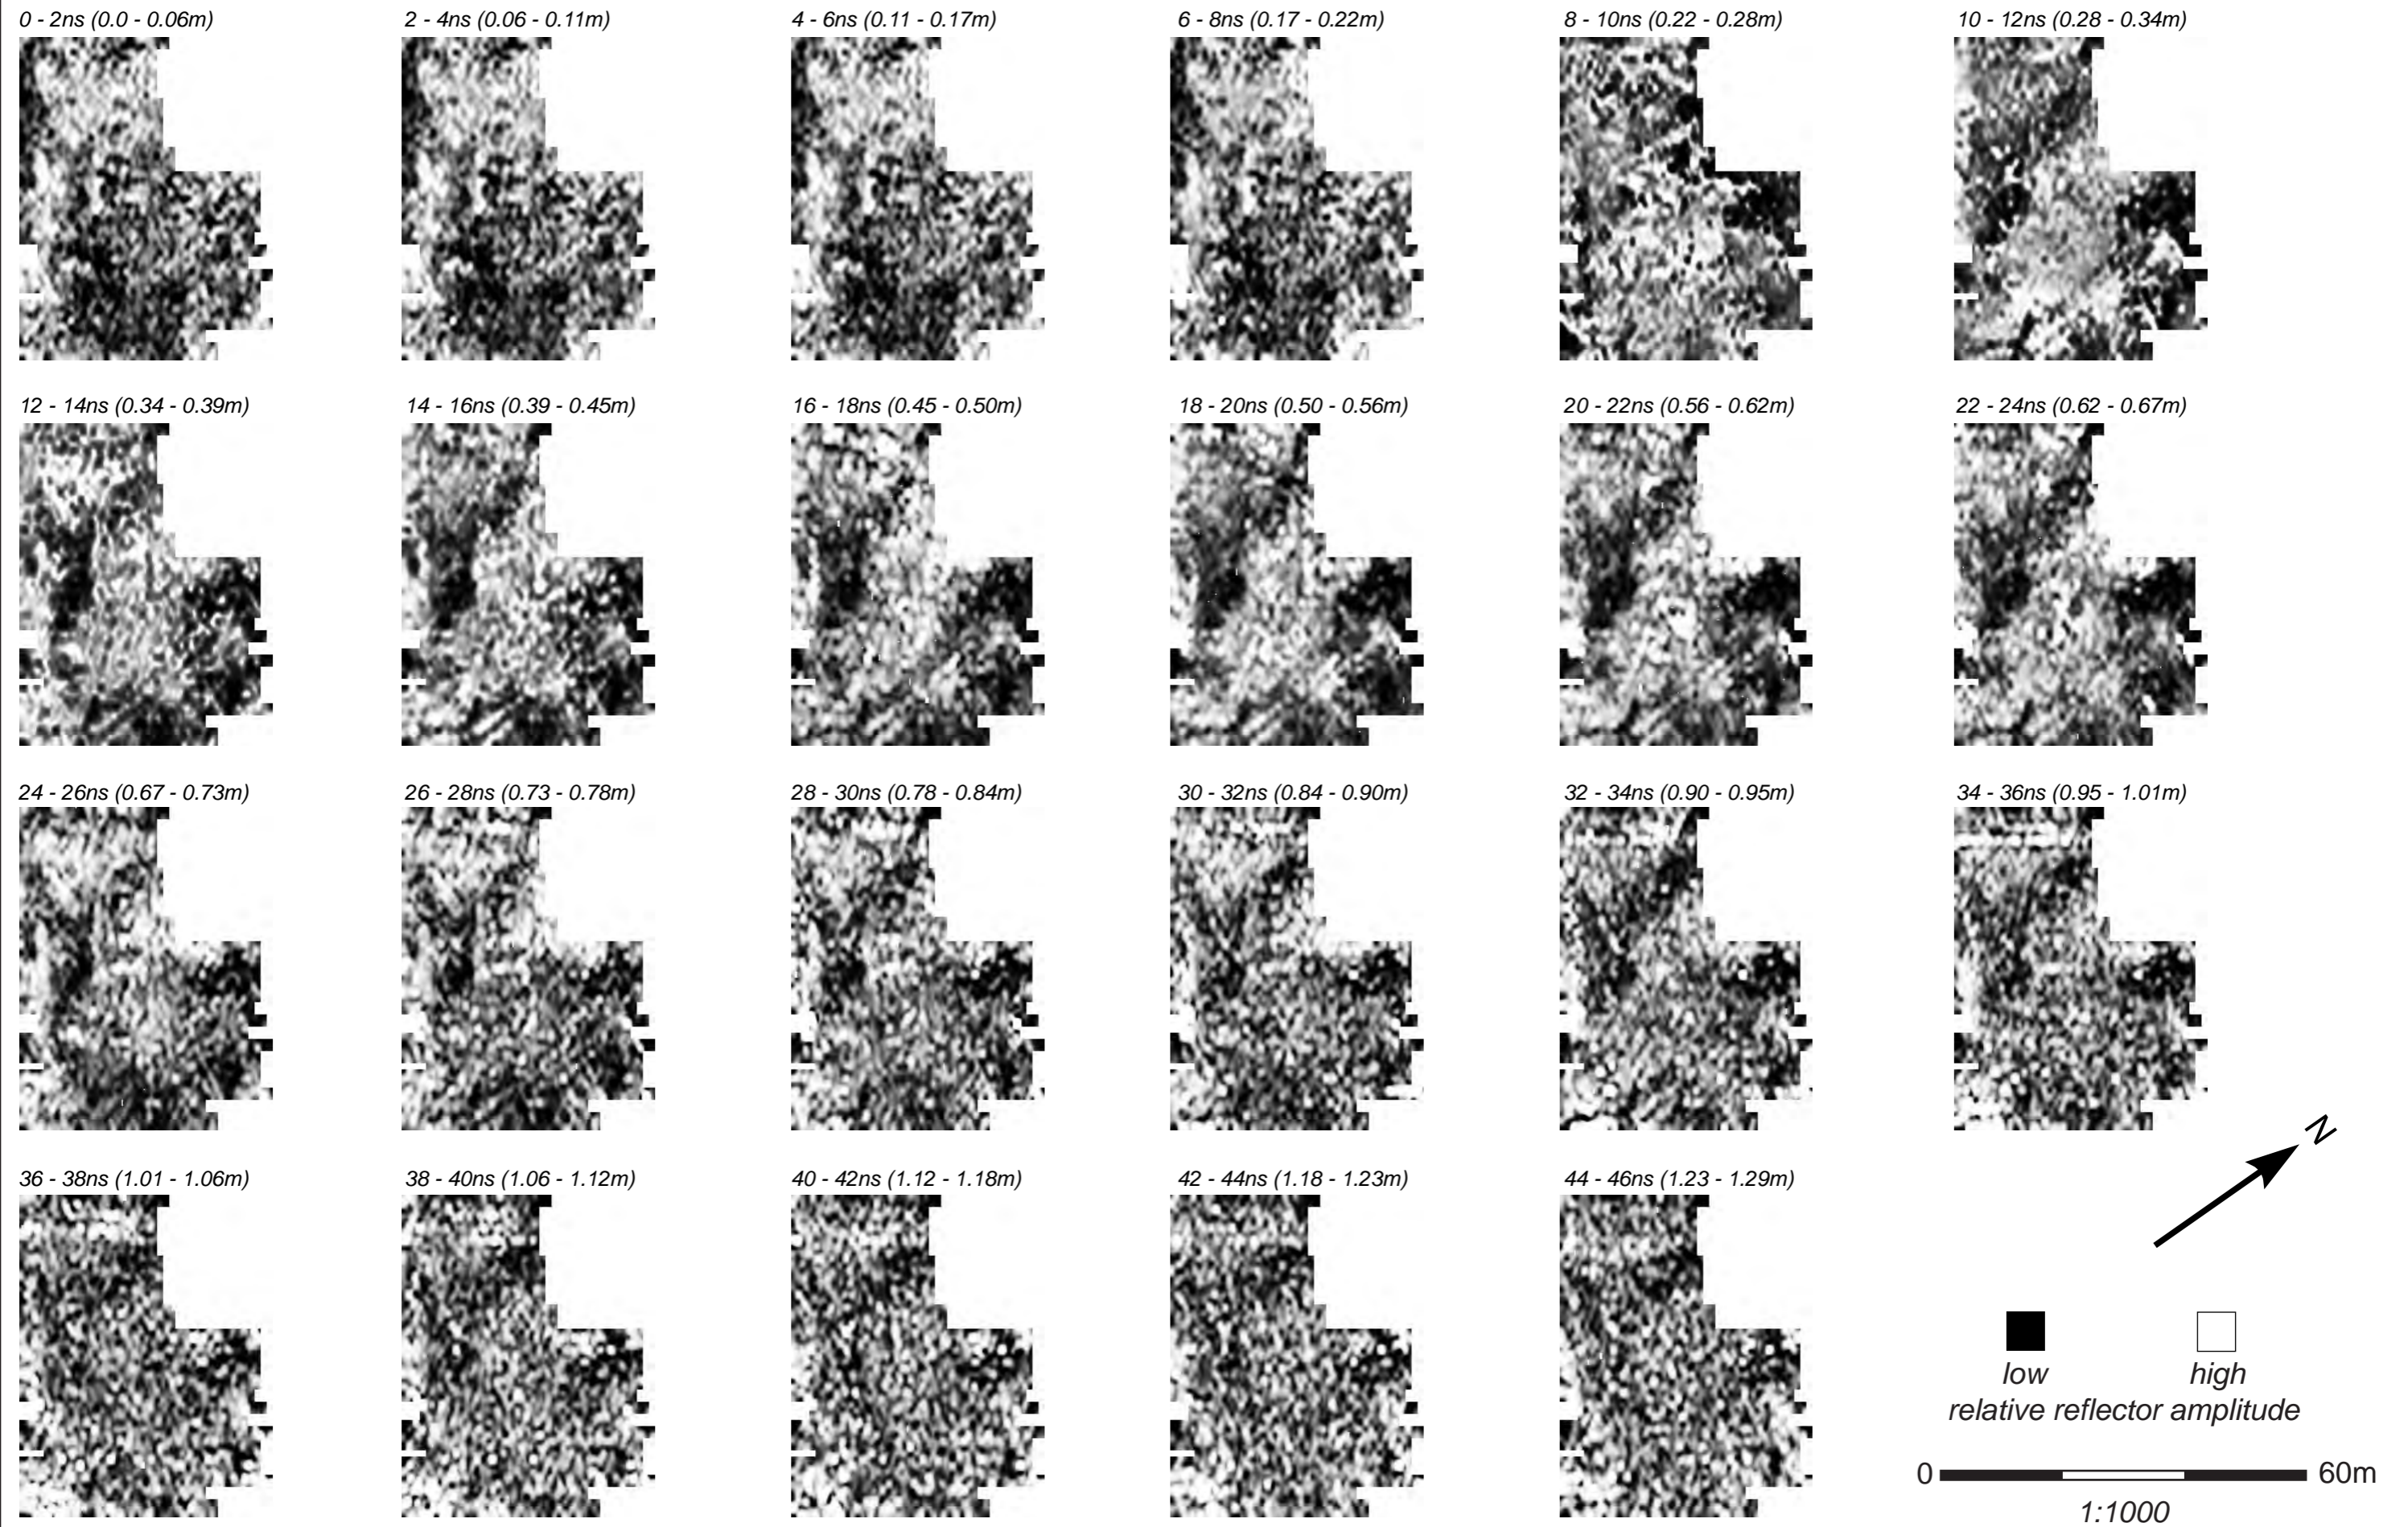 0 - 2ns (0.0 - 0.06m)
2 - 4ns (0.06 - 0.11m)
4 - 6ns (0.11 - 0.17m)
6 - 8ns (0.17 - 0.22m)
8 - 10ns (0.22 - 0.28m)
10 - 12ns (0.28 - 0.34m)
12 - 14ns (0.34 - 0.39m)
14 - 16ns (0.39 - 0.45m)
16 - 18ns (0.45 - 0.50m)
18 - 20ns (0.50 - 0.56m)
20 - 22ns (0.56 - 0.62m)
22 - 24ns (0.62 - 0.67m)
24 - 26ns (0.67 - 0.73m)
26 - 28ns (0.73 - 0.78m)
28 - 30ns (0.78 - 0.84m)
30 - 32ns (0.84 - 0.90m)
32 - 34ns (0.90 - 0.95m)
34 - 36ns (0.95 - 1.01m)
36 - 38ns (1.01 - 1.06m)
38 - 40ns (1.06 - 1.12m)
40 - 42ns (1.12 - 1.18m)
42 - 44ns (1.18 - 1.23m)
44 - 46ns (1.23 - 1.29m)
N
low high
relative reflector amplitude
0 60m
1:1000